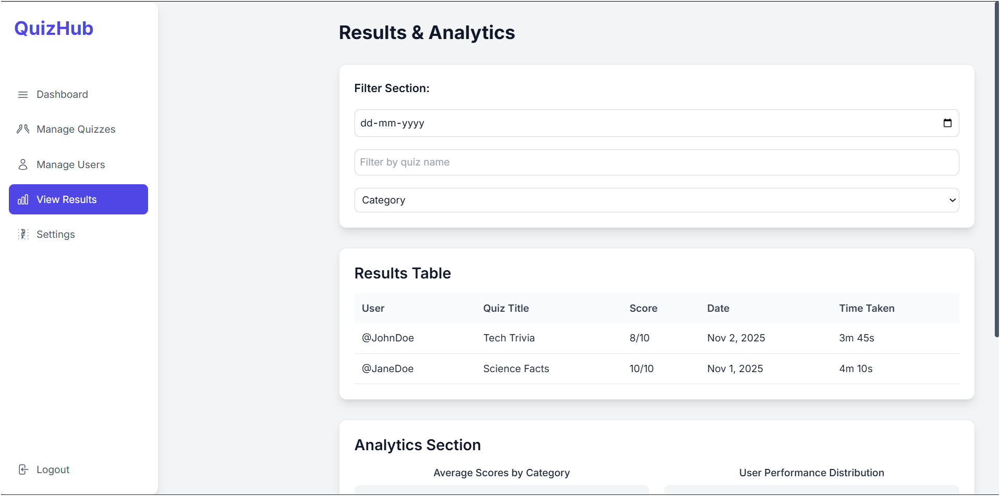 QuizHub
Dashboard
Manage Quizzes
Manage Users
View Results
Settings
Logout
Results & Analytics
Filter Section:
dd-mm-yyyy
Filter by quiz name
Category
Results Table
User Quiz Title Score Date Time Taken
@JohnDoe Tech Trivia 8/10 Nov 2, 2025 3m 45s
@JaneDoe Science Facts 10/10 Nov 1, 2025 4m 10s
Analytics Section
Average Scores by Category User Performance Distribution